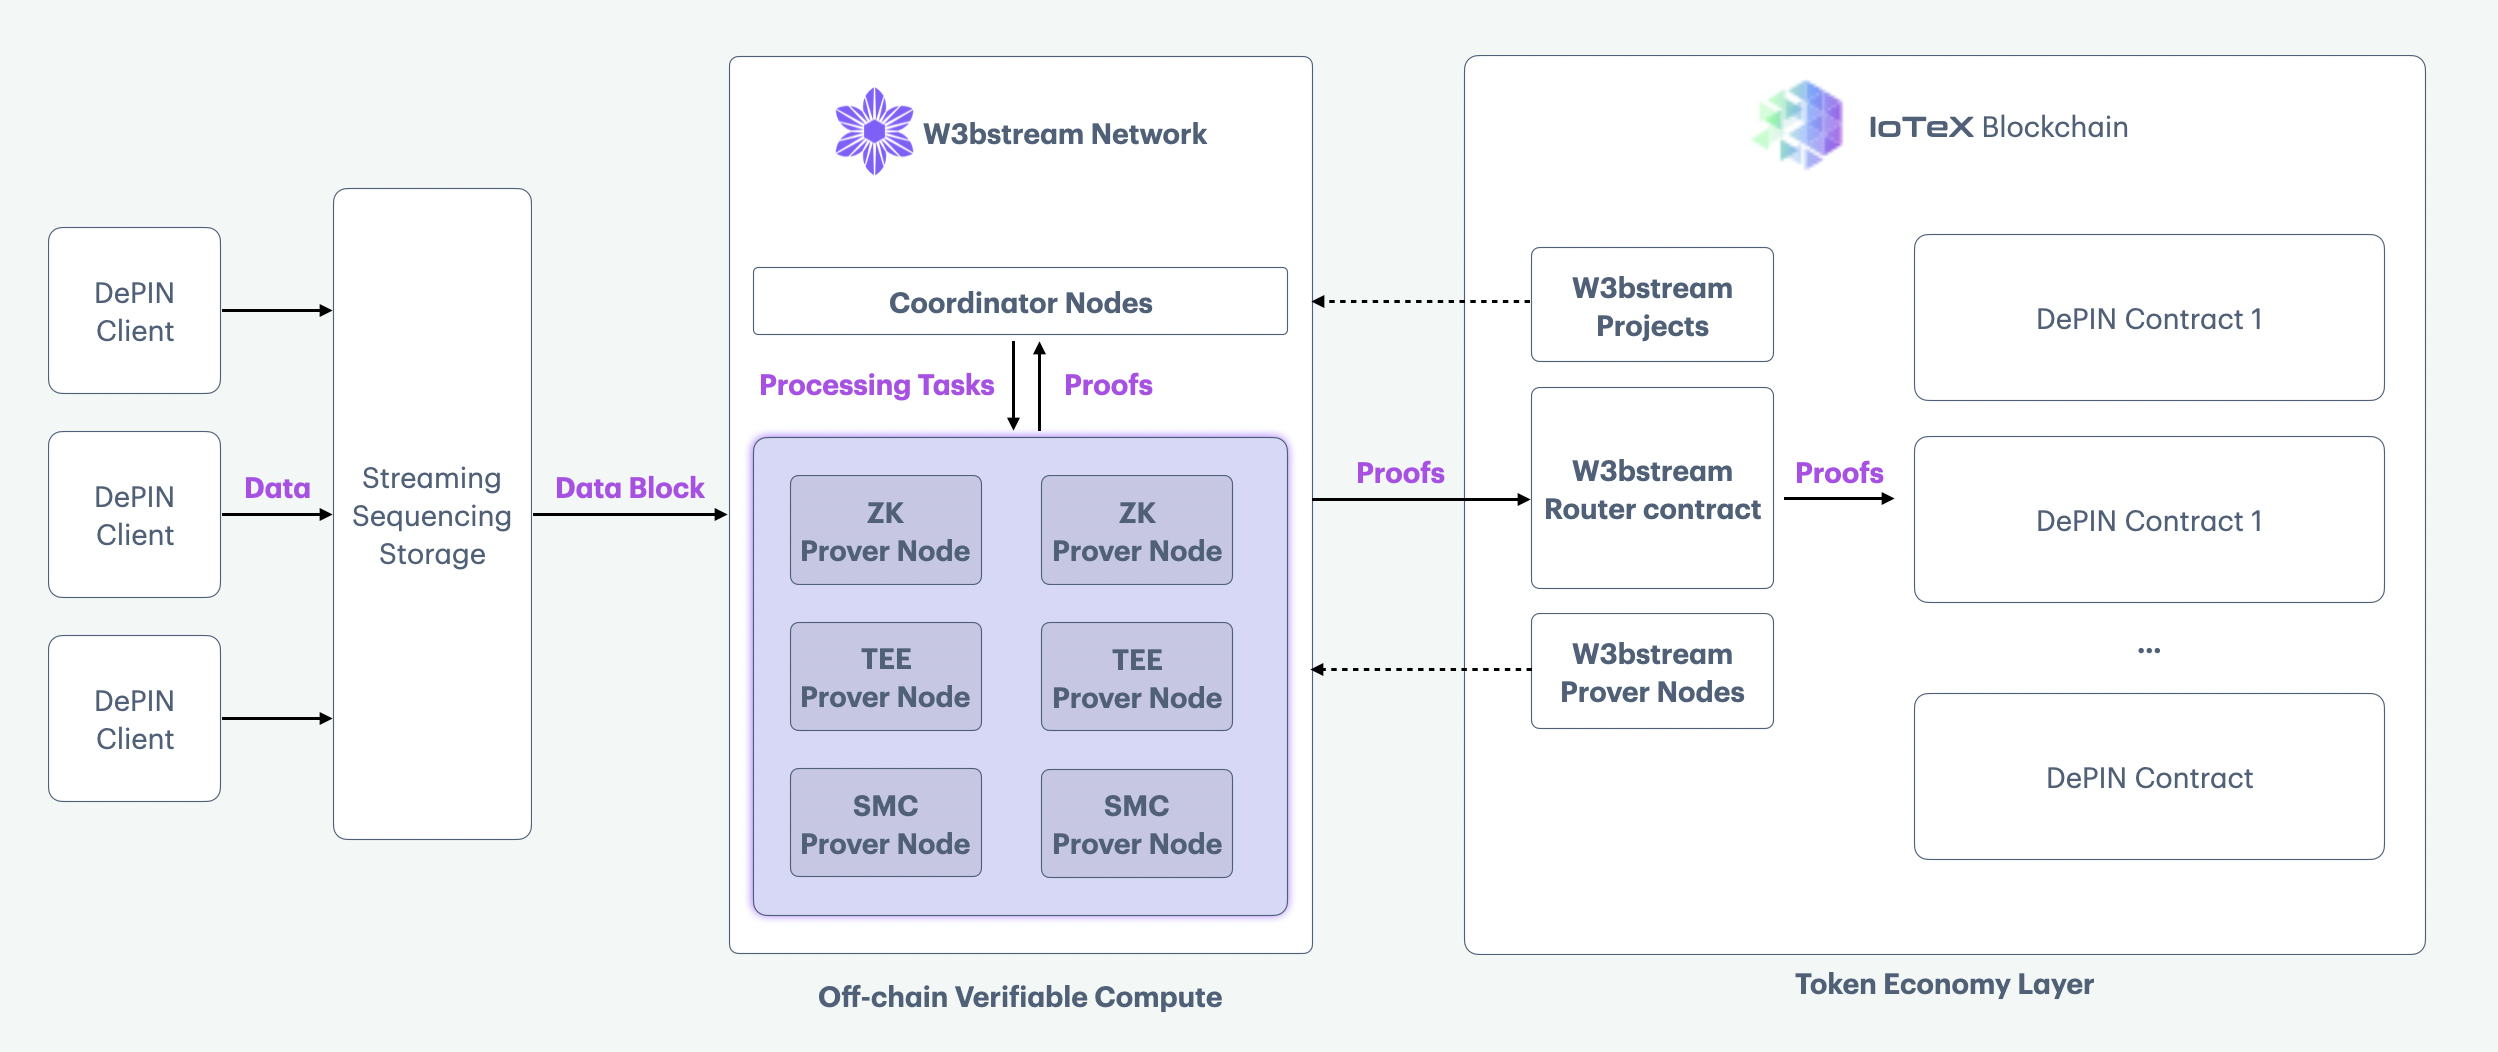 DePIN
Client
DePIN
Client
DePIN
Client
Data
Streaming
Sequencing
Storage
Data Block
W3bstream Network
Coordinator Nodes
Processing Tasks
Proofs
ZK
Prover Node
ZK
Prover Node
TEE
Prover Node
TEE
Prover Node
SMC
Prover Node
SMC
Prover Node
Off-chain Verifiable Compute
Proofs
IoTeX Blockchain
W3bstream
Projects
W3bstream
Router contract
W3bstream
Prover Nodes
Proofs
DePIN Contract 1
DePIN Contract 1
...
DePIN Contract
Token Economy Layer